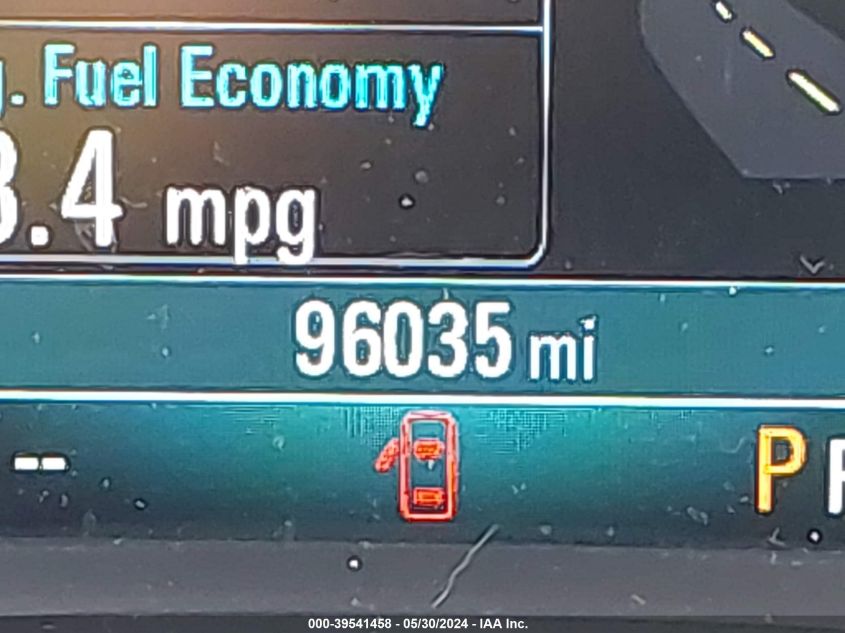 . Fuel Economy
.4 mpg
96035 mi
--
P
000-39541458 - 05/30/2024 - IAA Inc.